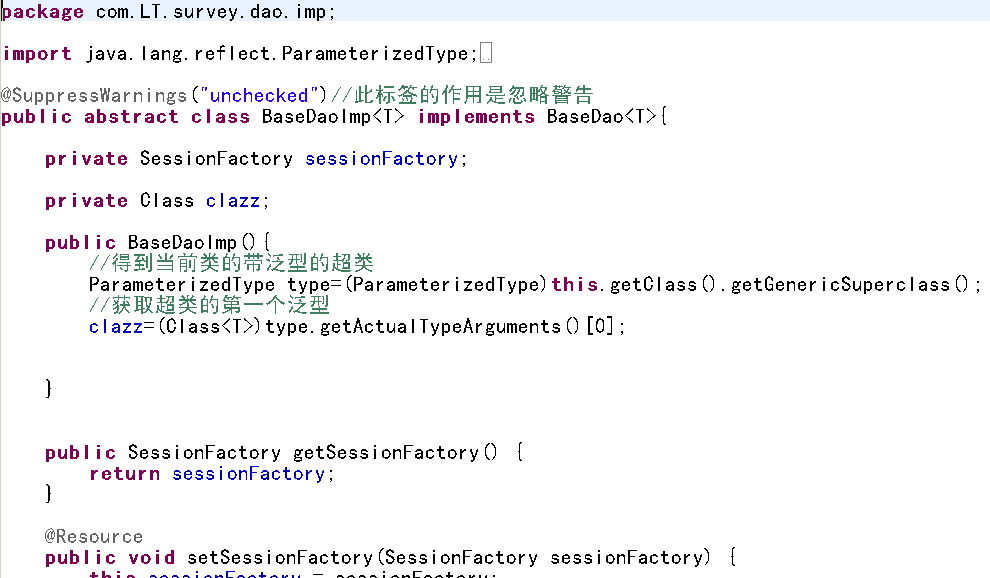 package com.LT.survey.dao.imp;
import java.lang.reflect.ParameterizedType;
@SuppressWarnings("unchecked")//此标签的作用是忽略警告
public abstract class BaseDaoImp<T> implements BaseDao<T>{
private SessionFactory sessionFactory;
private Class clazz;
public BaseDaoImp(){
//得到当前类的带泛型的超类
ParameterizedType type=(ParameterizedType)this.getClass().getGenericSuperclass();
//获取超类的第一个泛型
clazz=(Class<T>)type.getActualTypeArguments()[0];
}
public SessionFactory getSessionFactory() {
return sessionFactory;
}
@Resource
public void setSessionFactory(SessionFactory sessionFactory) {
this.sessionFactory = sessionFactory;